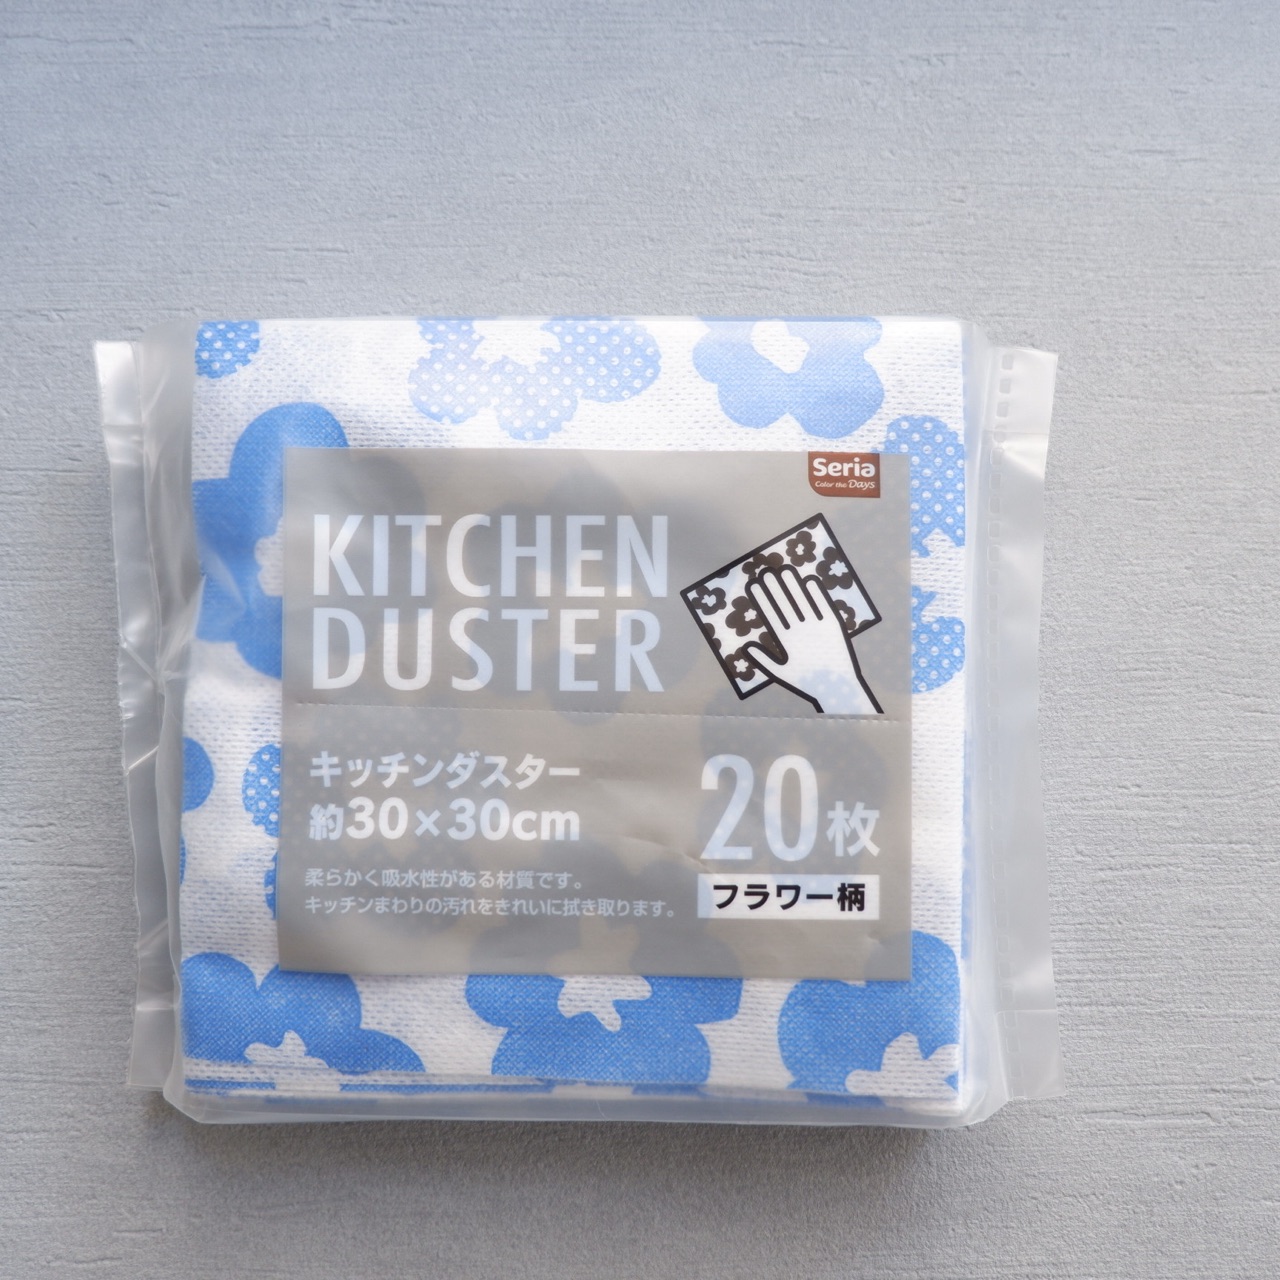 Seria
Color the Days
KITCHEN
DUSTER
キッチンダスター
約30×30cm
20枚
フラワー柄
柔らかく吸水性がある材質です。
キッチンまわりの汚れをきれいに拭き取ります。